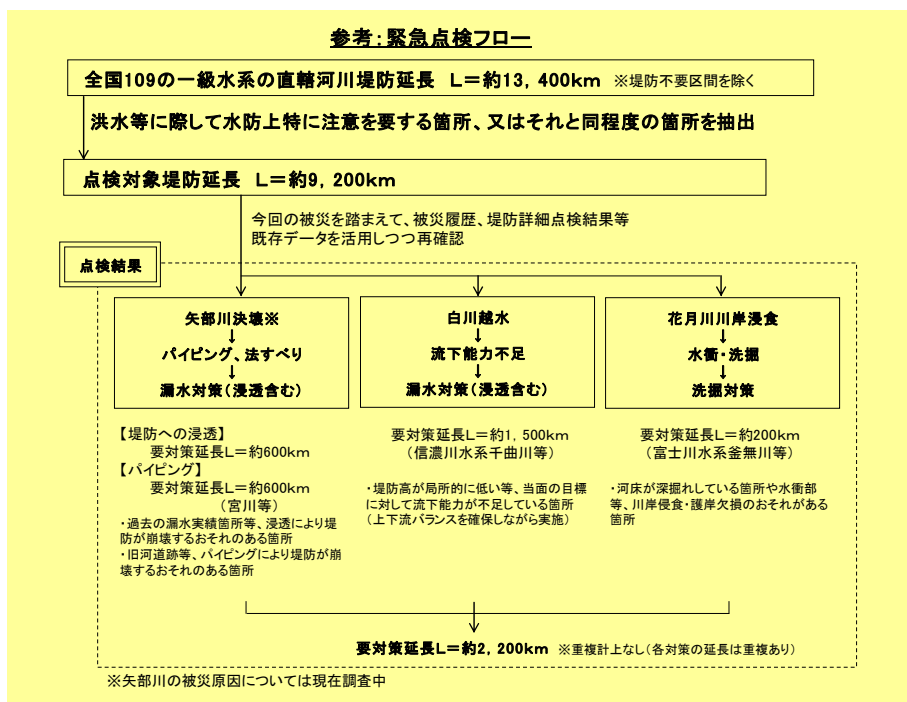 参考：緊急点検フロー
全国109の一級水系の直轄河川堤防延長　L＝約13，400km　※堤防不要区間を除く
洪水等に際して水防上特に注意を要する箇所、又はそれと同程度の箇所を抽出
点検対象堤防延長　L＝約9，200km
今回の被災を踏まえて、被災履歴、堤防詳細点検結果等
既存データを活用しつつ再確認
点検結果
矢部川決壊※
↓
パイピング、法すべり
↓
漏水対策（浸透含む）
【堤防への浸透】
要対策延長L＝約600km
【パイピング】
要対策延長L＝約600km
（宮川等）
・過去の漏水実績箇所等、浸透により堤
防が崩壊するおそれのある箇所
・旧河道跡等、パイピングにより堤防が崩
壊するおそれのある箇所
白川越水
↓
流下能力不足
↓
漏水対策（浸透含む）
要対策延長L＝約1，500km
（信濃川水系千曲川等）
・堤防高が局所的に低い等、当面の目標
に対して流下能力が不足している箇所
（上下流バランスを確保しながら実施）
花月川川岸浸食
↓
水衝・洗掘
↓
洗掘対策
要対策延長L＝約200km
（富士川水系釜無川等）
・河床が深掘れしている箇所や水衝部
等、川岸侵食・護岸欠損のおそれがある
箇所
要対策延長L＝約2，200km　※重複計上なし（各対策の延長は重複あり）
※矢部川の被災原因については現在調査中